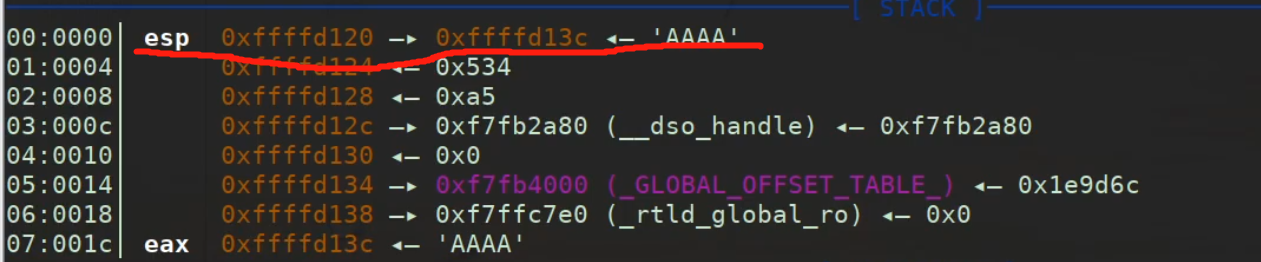 [ STACK ]
00:0000│ esp 0xffffd120 —▸ 0xffffd13c ◂— 'AAAA'
01:0004│ 0xffffd124 ◂— 0x534
02:0008│ 0xffffd128 ◂— 0xa5
03:000c│ 0xffffd12c —▸ 0xf7fb2a80 (__dso_handle) ◂— 0xf7fb2a80
04:0010│ 0xffffd130 ◂— 0x0
05:0014│ 0xffffd134 —▸ 0xf7fb4000 (_GLOBAL_OFFSET_TABLE_) ◂— 0x1e9d6c
06:0018│ 0xffffd138 —▸ 0xf7ffc7e0 (_rtld_global_ro) ◂— 0x0
07:001c│ eax 0xffffd13c ◂— 'AAAA'